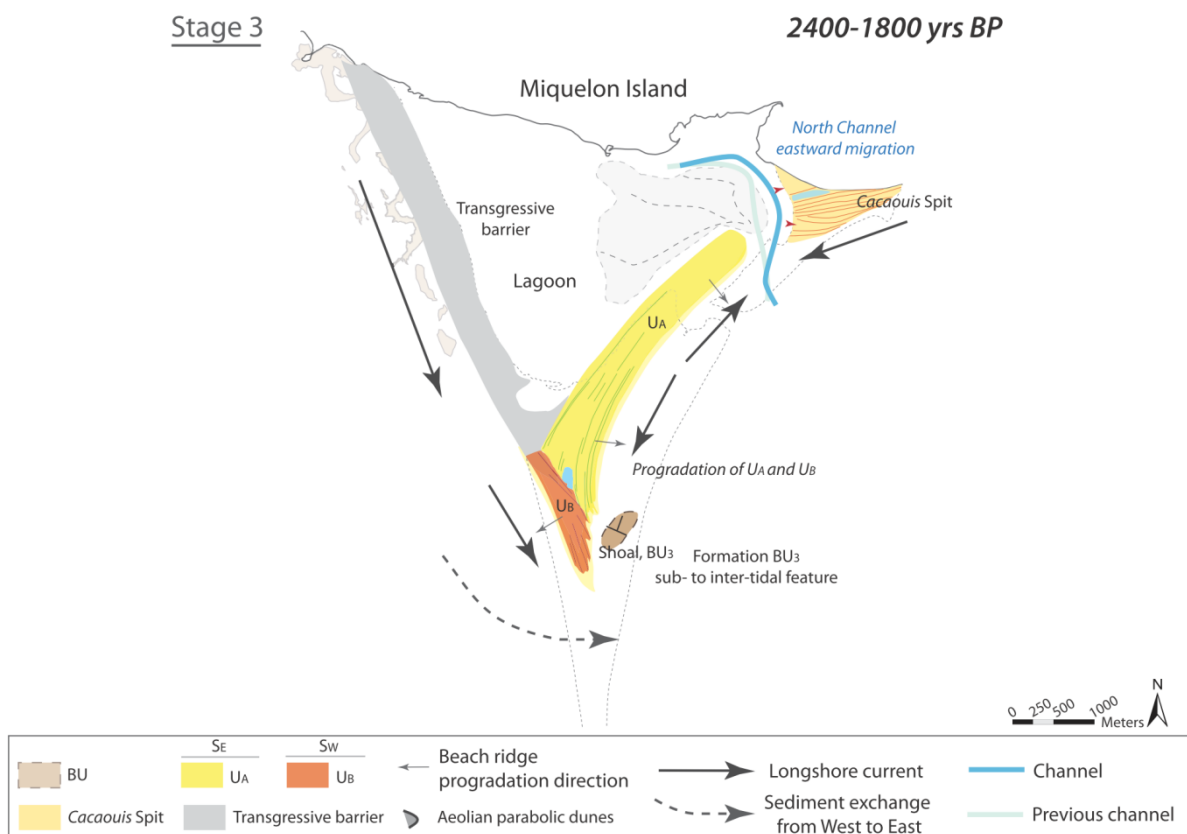 Stage 3
2400-1800 yrs BP
Miquelon Island
North Channel
eastward migration
Cacaouis Spit
Transgressive
barrier
Lagoon
UA
Progradation of UA and UB
UB
Shoal, BU3
Formation BU3
sub- to inter-tidal feature
N
0 250 500 1000
Meters
SE
SW
BU
UA
UB
Beach ridge
progradation direction
Longshore current
Channel
Cacaouis Spit
Transgressive barrier
Aeolian parabolic dunes
Sediment exchange
from West to East
Previous channel